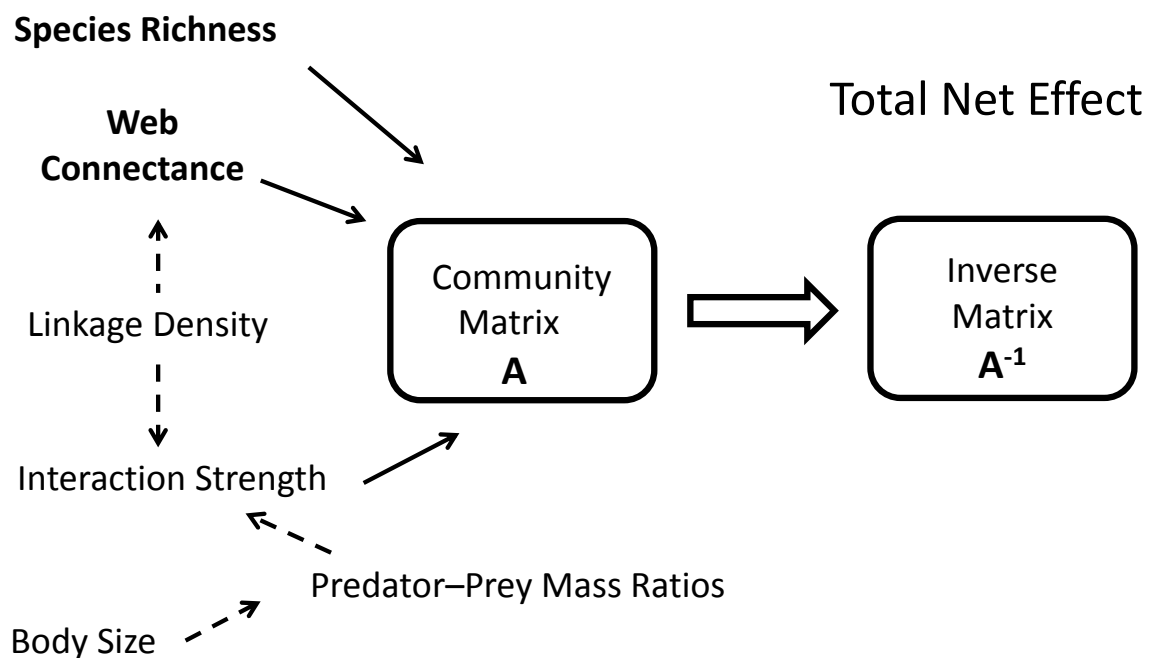 Species Richness
Total Net Effect
Web
Connectance
Community
Matrix
A
Inverse
Matrix
A⁻¹
Linkage Density
Interaction Strength
Predator–Prey Mass Ratios
Body Size